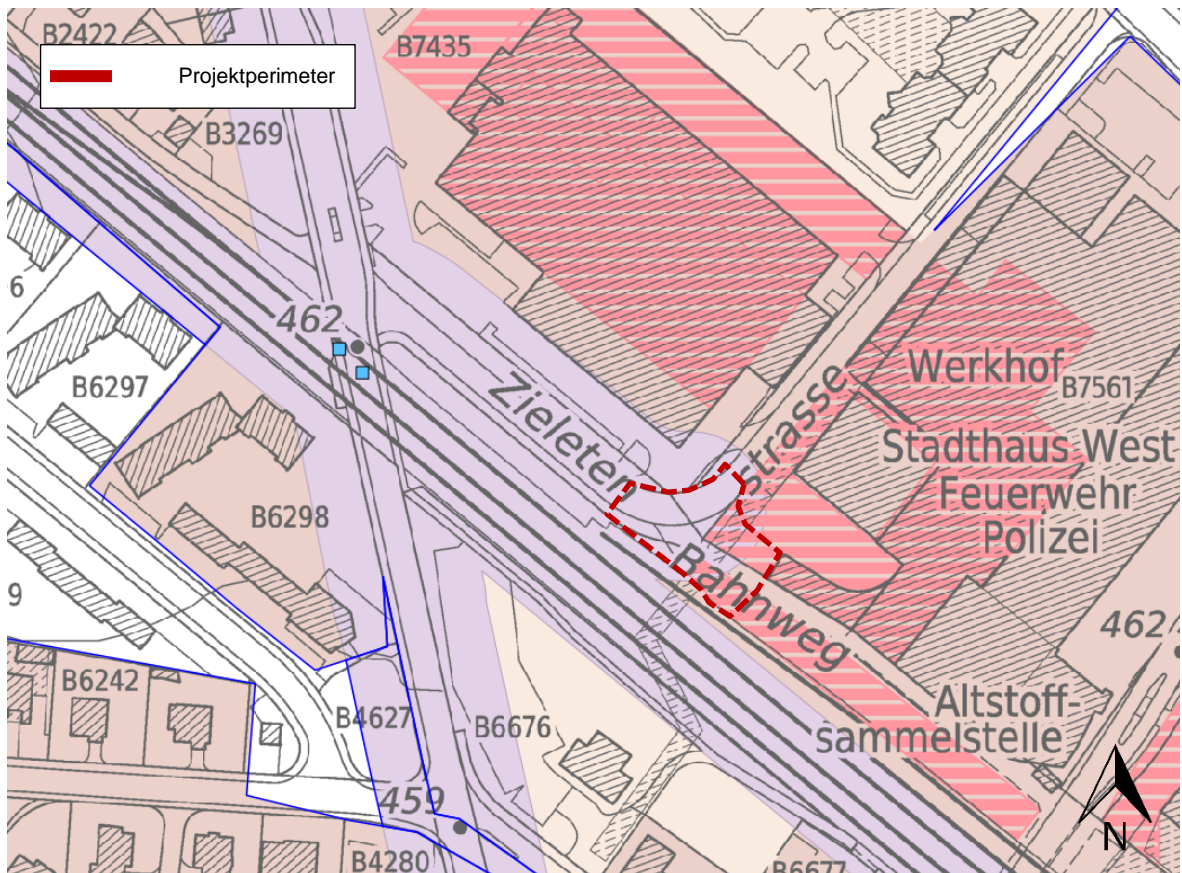 B2422
B7435
Projektperimeter
B3269
6
462
B6297
Werkhof
B7561
Zieleten
strasse
Stadthaus West
Feuerwehr
Polizei
B6298
9
Bahnweg
462
B6242
B4627
B6676
Altstoff-
sammelstelle
459
N
B4280
B6677